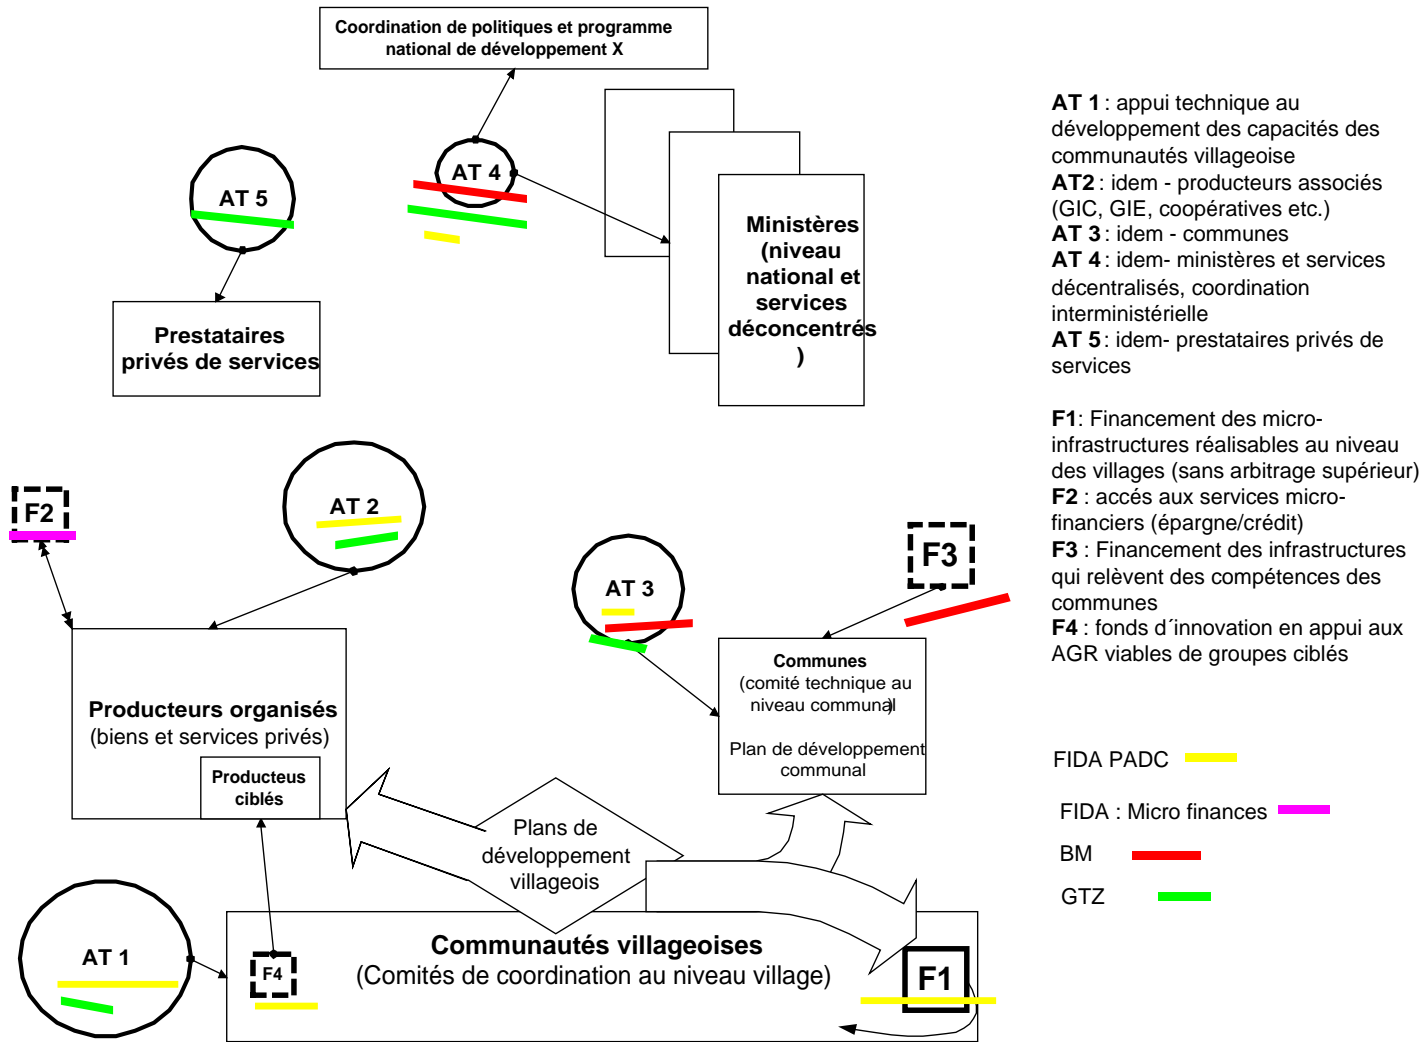 Coordination de politiques et programme
national de développement X
AT 4
AT 5
Ministères
(niveau
national et
services
déconcentrés
)
Prestataires
privés de services
F2
AT 2
AT 3
F3
Communes
(comité technique au
niveau communal)
Plan de développement
communal
Producteurs organisés
(biens et services privés)
Producteus
ciblés
Plans de
développement
villageois
AT 1
F4
Communautés villageoises
(Comités de coordination au niveau village)
F1
AT 1 : appui technique au
développement des capacités des
communautés villageoise
AT2 : idem - producteurs associés
(GIC, GIE, coopératives etc.)
AT 3 : idem - communes
AT 4 : idem- ministères et services
décentralisés, coordination
interministérielle
AT 5 : idem- prestataires privés de
services
F1: Financement des micro-
infrastructures réalisables au niveau
des villages (sans arbitrage supérieur)
F2 : accés aux services micro-
financiers (épargne/crédit)
F3 : Financement des infrastructures
qui relèvent des compétences des
communes
F4 : fonds d´innovation en appui aux
AGR viables de groupes ciblés
FIDA PADC
FIDA : Micro finances
BM
GTZ